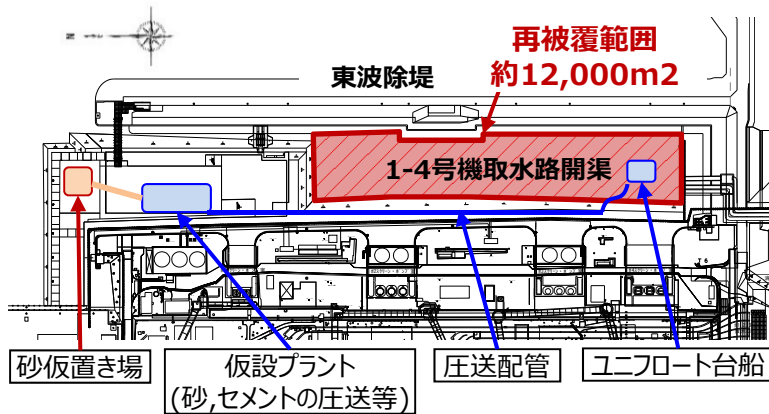 N
再被覆範囲
約12,000m2
東波除堤
1-4号機取水路開渠
砂仮置き場
仮設プラント
(砂,セメントの圧送等)
圧送配管
ユニフロート台船